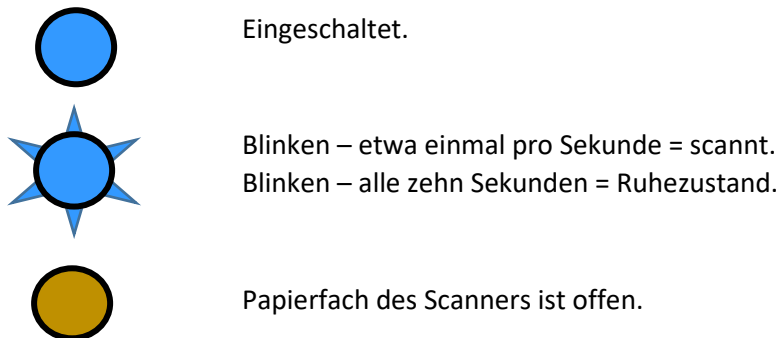 Eingeschaltet.
Blinken – etwa einmal pro Sekunde = scannt.
Blinken – alle zehn Sekunden = Ruhezustand.
Papierfach des Scanners ist offen.